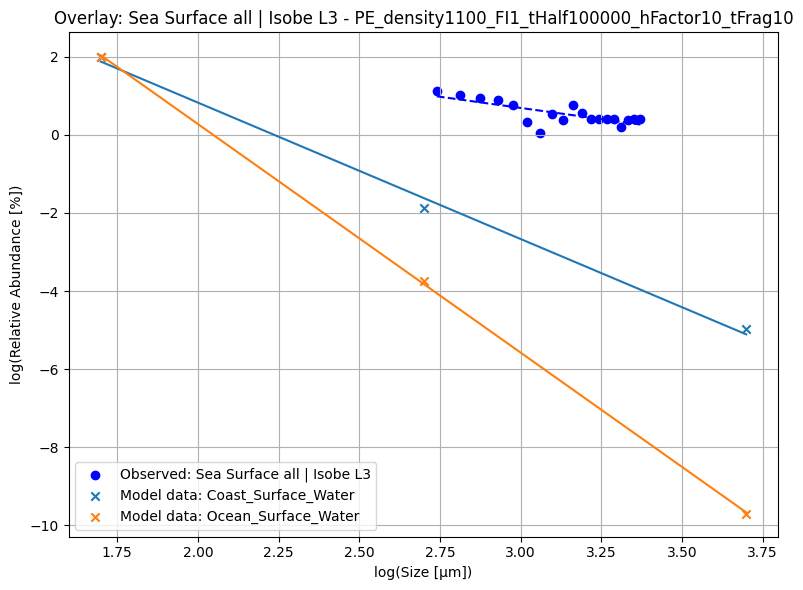 Overlay: Sea Surface all | Isobe L3 - PE_density1100_FI1_tHalf100000_hFactor10_tFrag10
log(Relative Abundance [%])
2
0
−2
−4
−6
−8
−10
Observed: Sea Surface all | Isobe L3
Model data: Coast_Surface_Water
Model data: Ocean_Surface_Water
1.75 2.00 2.25 2.50 2.75 3.00 3.25 3.50 3.75
log(Size [μm])